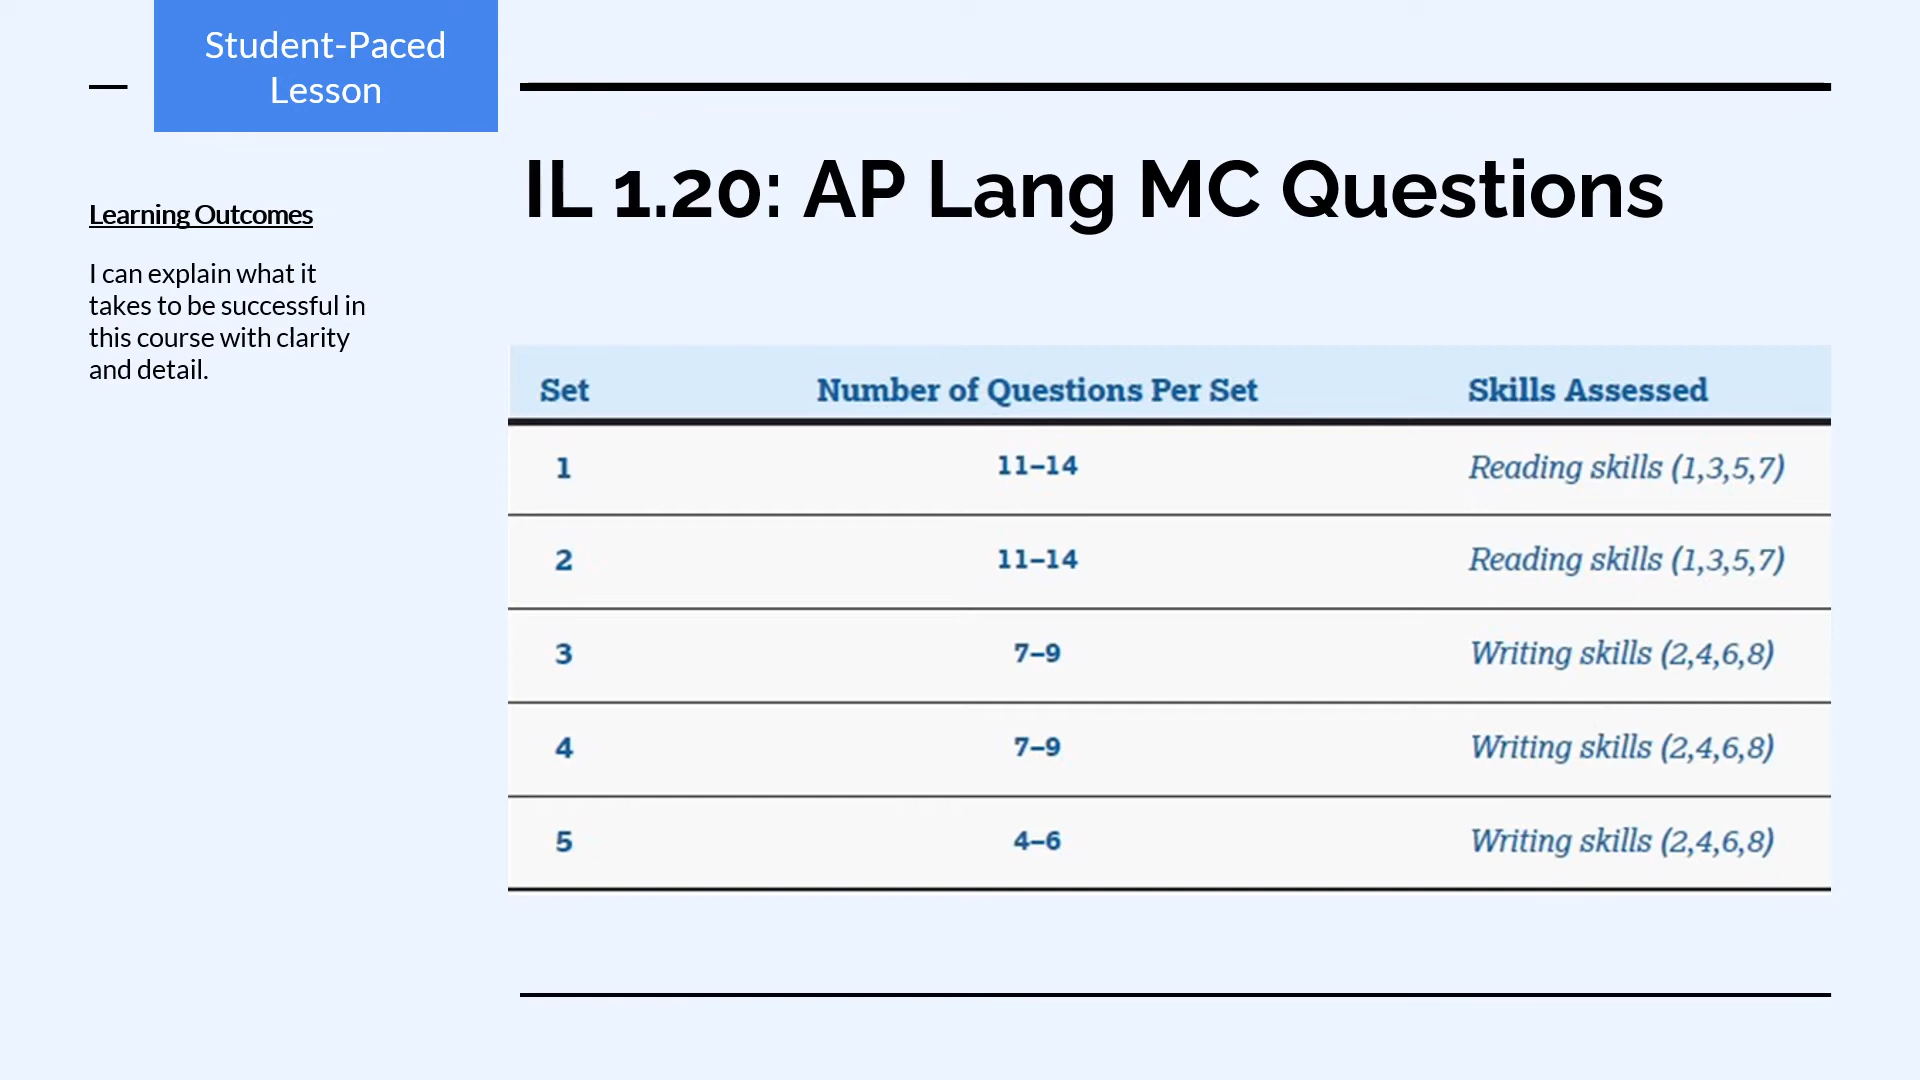 Student-Paced
Lesson
IL 1.20: AP Lang MC Questions
Learning Outcomes
I can explain what it
takes to be successful in
this course with clarity
and detail.
Set Number of Questions Per Set Skills Assessed
1 11–14 Reading skills (1,3,5,7)
2 11–14 Reading skills (1,3,5,7)
3 7–9 Writing skills (2,4,6,8)
4 7–9 Writing skills (2,4,6,8)
5 4–6 Writing skills (2,4,6,8)